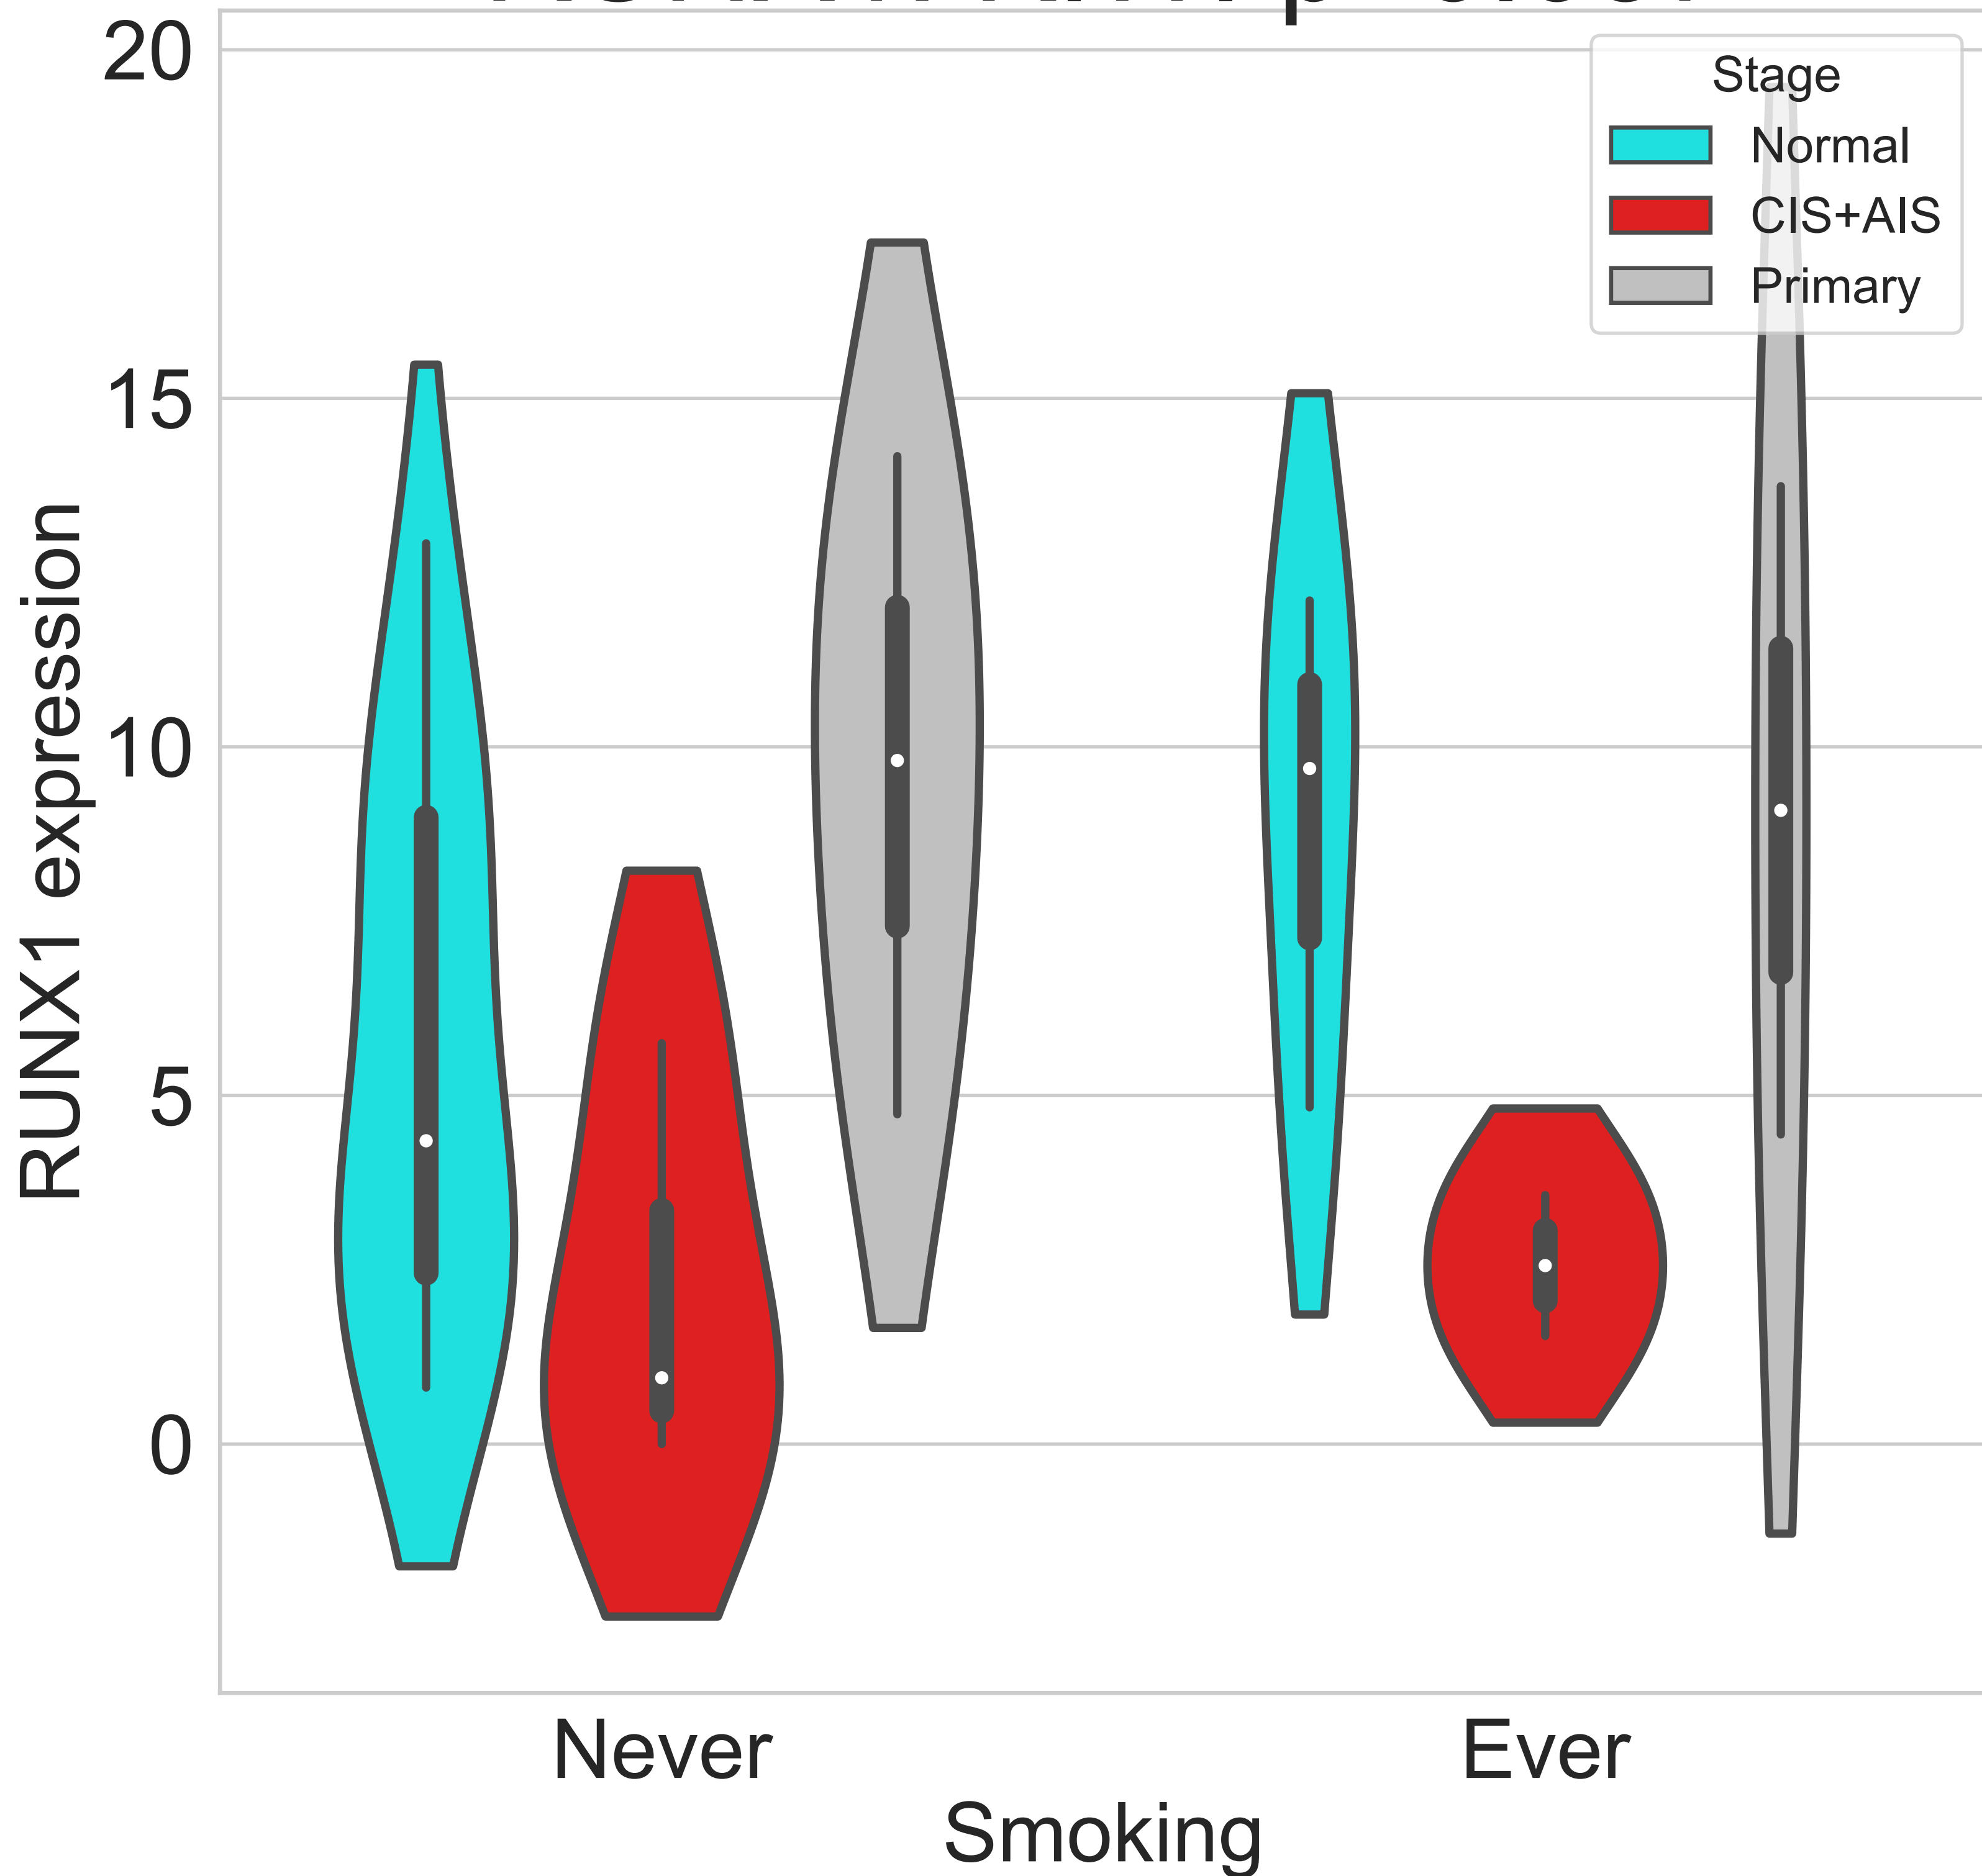 20
15
10
5
0
RUNX1 expression
Stage
Normal
CIS+AIS
Primary
Never
Ever
Smoking